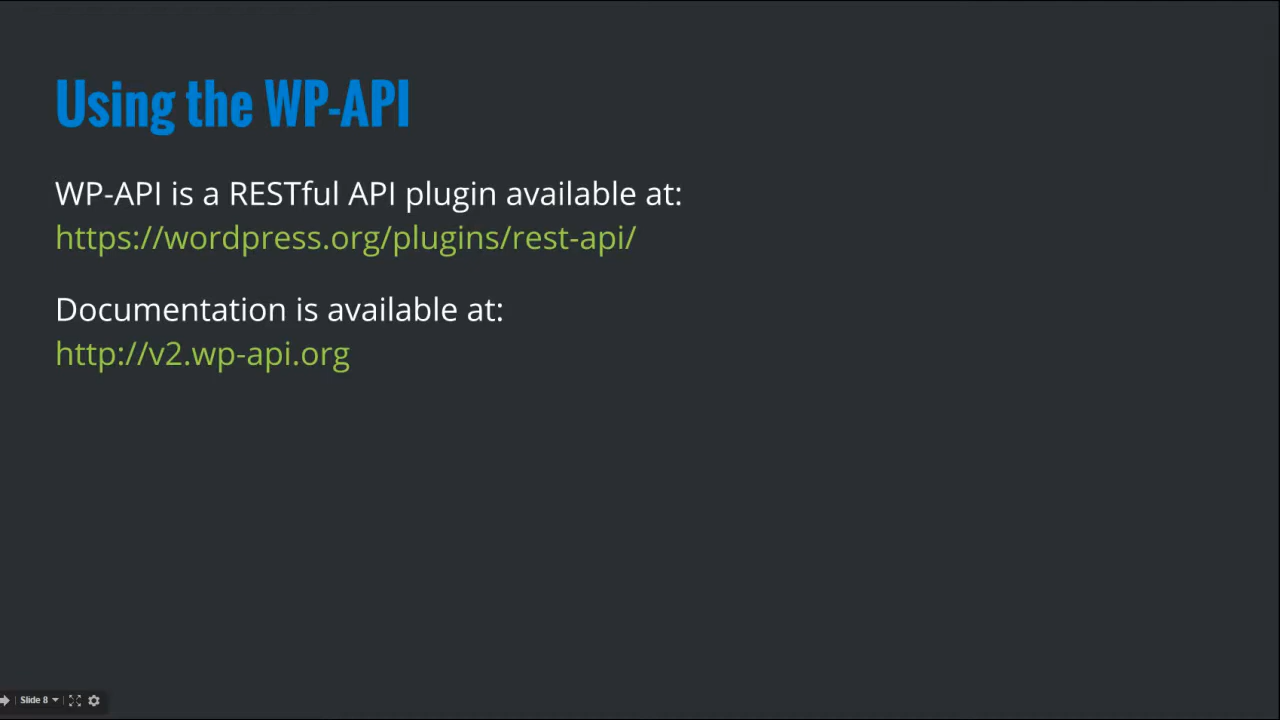 Using the WP-API
WP-API is a RESTful API plugin available at:
https://wordpress.org/plugins/rest-api/
Documentation is available at:
http://v2.wp-api.org
Slide 8